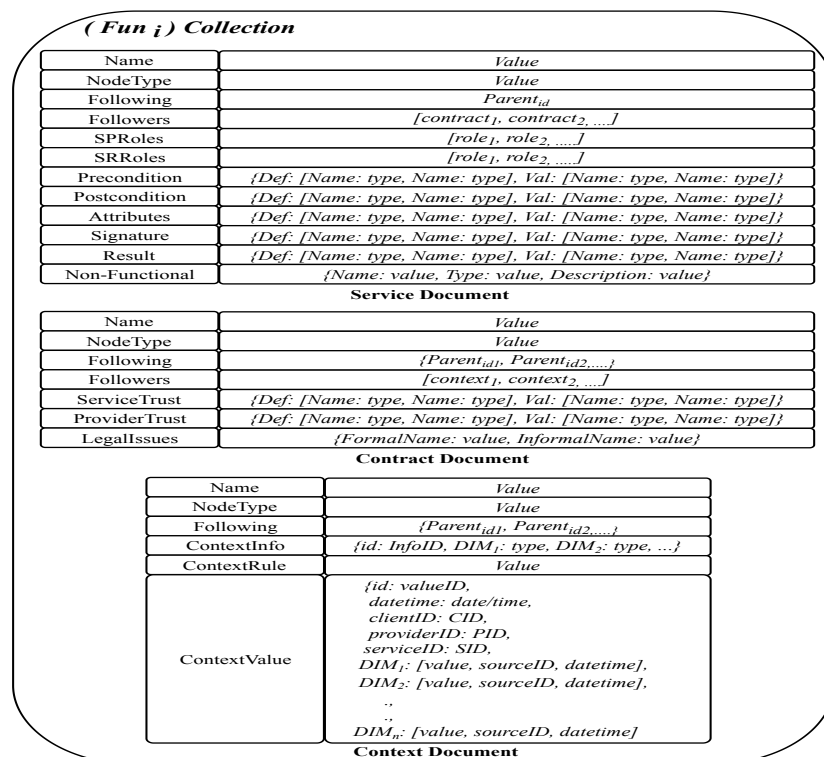 ( Fun i ) Collection
Name Value
NodeType Value
Following Parent_id
Followers [contract1, contract2, ....]
SPRoles [role1, role2, .....]
SRRoles [role1, role2, .....]
Precondition {Def: [Name: type, Name: type], Val: [Name: type, Name: type]}
Postcondition {Def: [Name: type, Name: type], Val: [Name: type, Name: type]}
Attributes {Def: [Name: type, Name: type], Val: [Name: type, Name: type]}
Signature {Def: [Name: type, Name: type], Val: [Name: type, Name: type]}
Result {Def: [Name: type, Name: type], Val: [Name: type, Name: type]}
Non-Functional {Name: value, Type: value, Description: value}
Service Document
Name Value
NodeType Value
Following {Parent_id1, Parent_id2,....}
Followers [context1, context2, ....]
ServiceTrust {Def: [Name: type, Name: type], Val: [Name: type, Name: type]}
ProviderTrust {Def: [Name: type, Name: type], Val: [Name: type, Name: type]}
LegalIssues {FormalName: value, InformalName: value}
Contract Document
Name Value
NodeType Value
Following {Parent_id1, Parent_id2,....}
ContextInfo {id: InfoID, DIM1: type, DIM2: type, ...}
ContextRule Value
ContextValue {id: valueID,
datetime: date/time,
clientID: CID,
providerID: PID,
serviceID: SID,
DIM1: [value, sourceID, datetime],
DIM2: [value, sourceID, datetime],
.,
.,
DIMn: [value, sourceID, datetime]
Context Document